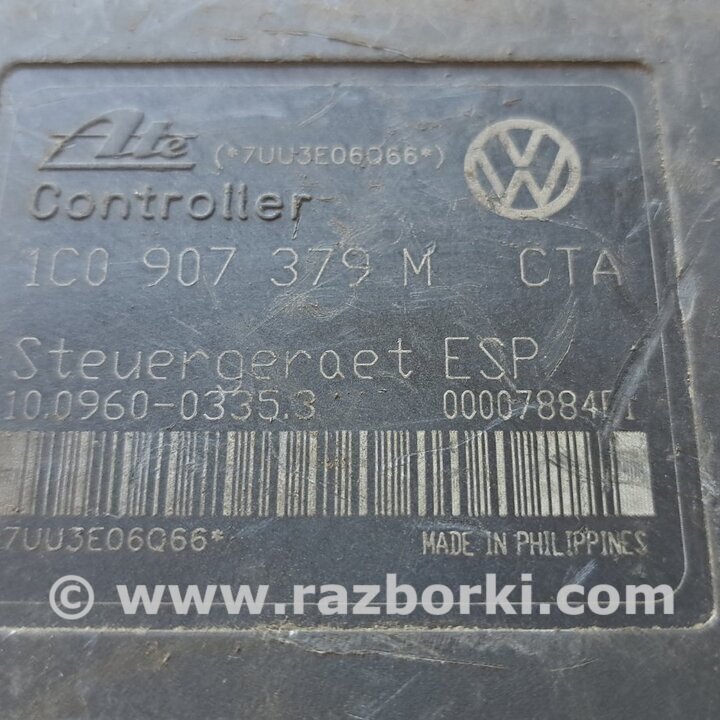 Ate (*7UU3E06Q66*)
Controller
1C0 907 379 M CTA
Steuergeraet ESP
10.0960-0335.3 00007884D1
7UU3E06Q66*
MADE IN PHILIPPINES
© www.razborki.com